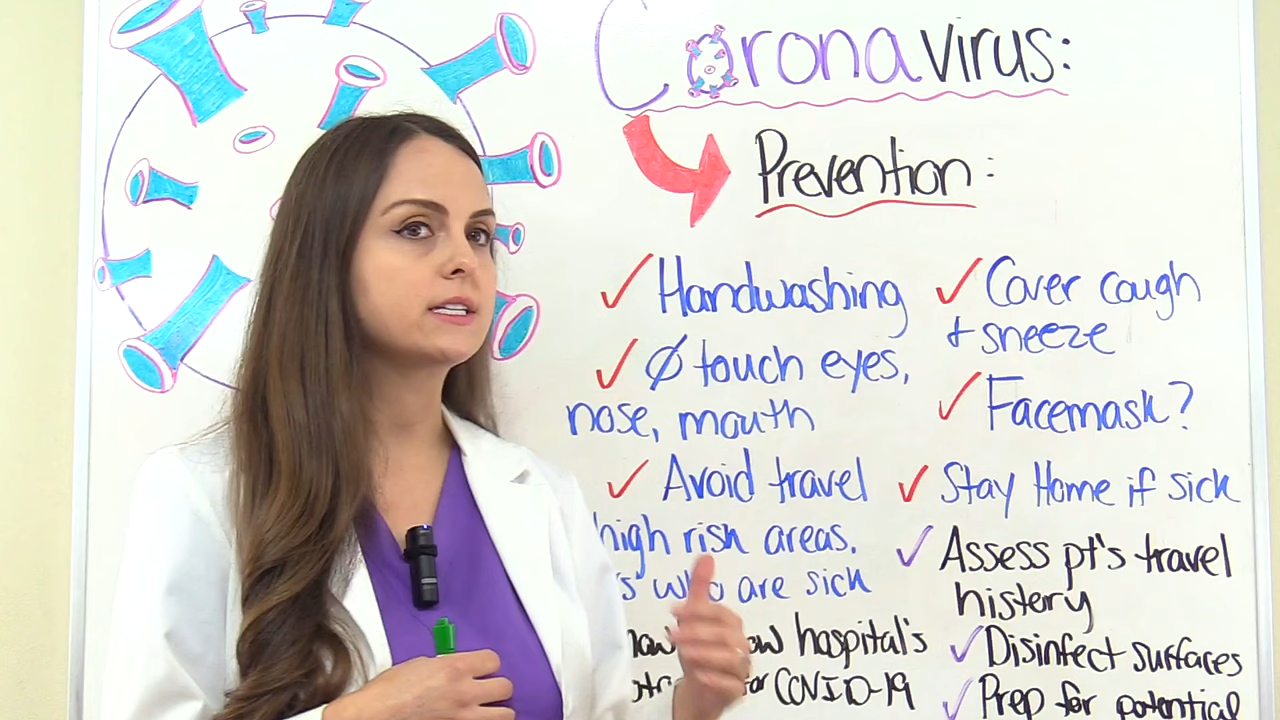 Coronavirus:
Prevention:
✓ Handwashing
✓ Ø touch eyes,
nose, mouth
✓ Avoid travel
high risk areas.
who are sick
hospital's
COVID-19
✓ Cover cough
+ sneeze
✓ Facemask?
✓ Stay Home if sick
✓ Assess pt's travel
history
✓ Disinfect surfaces
✓ Prep for potential